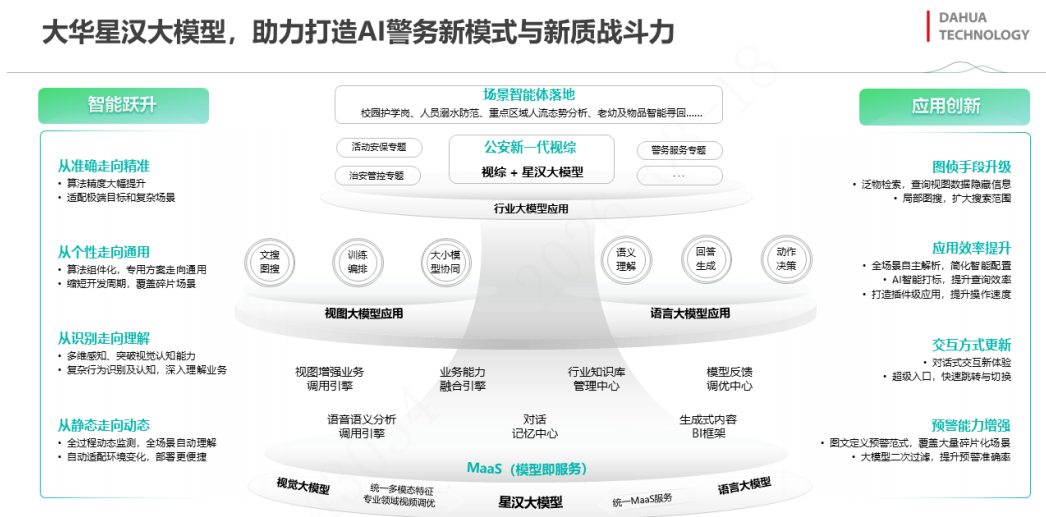 大华星汉大模型，助力打造AI警务新模式与新质战斗力
DAHUA
TECHNOLOGY
智能跃升
从准确走向精准
• 算法精度大幅提升
• 适配极端目标和复杂场景
从个性走向通用
• 算法组件化，专用方案走向通用
• 缩短开发周期，覆盖碎片场景
从识别走向理解
• 多维感知、突破视觉认知能力
• 复杂行为识别及认知，深入理解业务
从静态走向动态
• 全过程动态监测，全场景自动理解
• 自动适配环境变化，部署更便捷
场景智能体落地
校园护学岗、人员溺水防范、重点区域人流态势分析、老幼及物品智能寻回......
活动安保专题
治安管控专题
公安新一代视综
视综 + 星汉大模型
警务服务专题
...
行业大模型应用
文搜
图搜
训练
编排
大小模
型协同
语义
理解
回答
生成
动作
决策
视图大模型应用
语言大模型应用
视图增强业务
调用引擎
业务能力
融合引擎
行业知识库
管理中心
模型反馈
调优中心
语音语义分析
调用引擎
对话
记忆中心
生成式内容
BI框架
MaaS（模型即服务）
视觉大模型
统一多模态特征
专业领域视频调优
星汉大模型
统一MaaS服务
语言大模型
应用创新
图侦手段升级
• 泛物检索，查询视图数据隐藏信息
• 局部图搜，扩大搜索范围
应用效率提升
• 全场景自主解析，简化智能配置
• AI智能打标，提升查询效率
• 打造插件级应用，提升操作速度
交互方式更新
• 对话式交互新体验
• 超级入口，快速跳转与切换
预警能力增强
• 图文定义预警范式，覆盖大量碎片化场景
• 大模型二次过滤，提升预警准确率